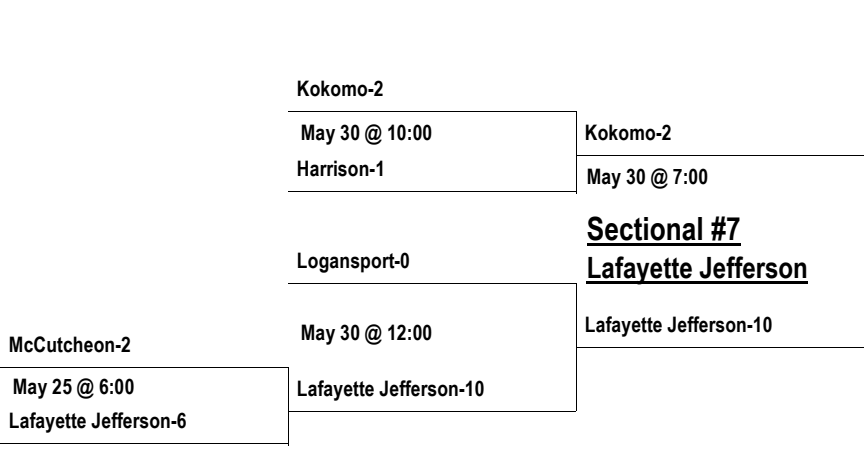 Kokomo-2
May 30 @ 10:00
Harrison-1
Kokomo-2
May 30 @ 7:00
Sectional #7
Lafayette Jefferson
Logansport-0
May 30 @ 12:00
Lafayette Jefferson-10
Lafayette Jefferson-10
McCutcheon-2
May 25 @ 6:00
Lafayette Jefferson-6